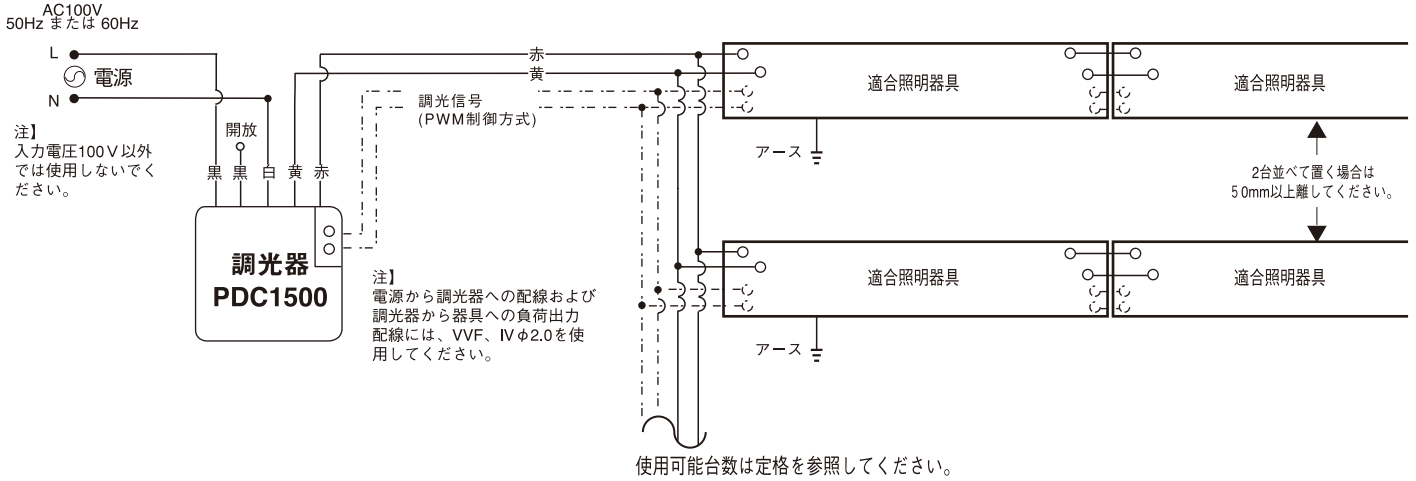 AC100V
50Hz または 60Hz
L
電源
N
注】
入力電圧100V以外
では使用しないでく
ださい。
開放
黒
黒
白
黄
赤
調光器
PDC1500
赤
黄
調光信号
(PWM制御方式)
注】
電源から調光器への配線および
調光器から器具への負荷出力
配線には、VVF、IVφ2.0を使
用してください。
適合照明器具
適合照明器具
アース
2台並べて置く場合は
50mm以上離してください。
適合照明器具
適合照明器具
アース
使用可能台数は定格を参照してください。